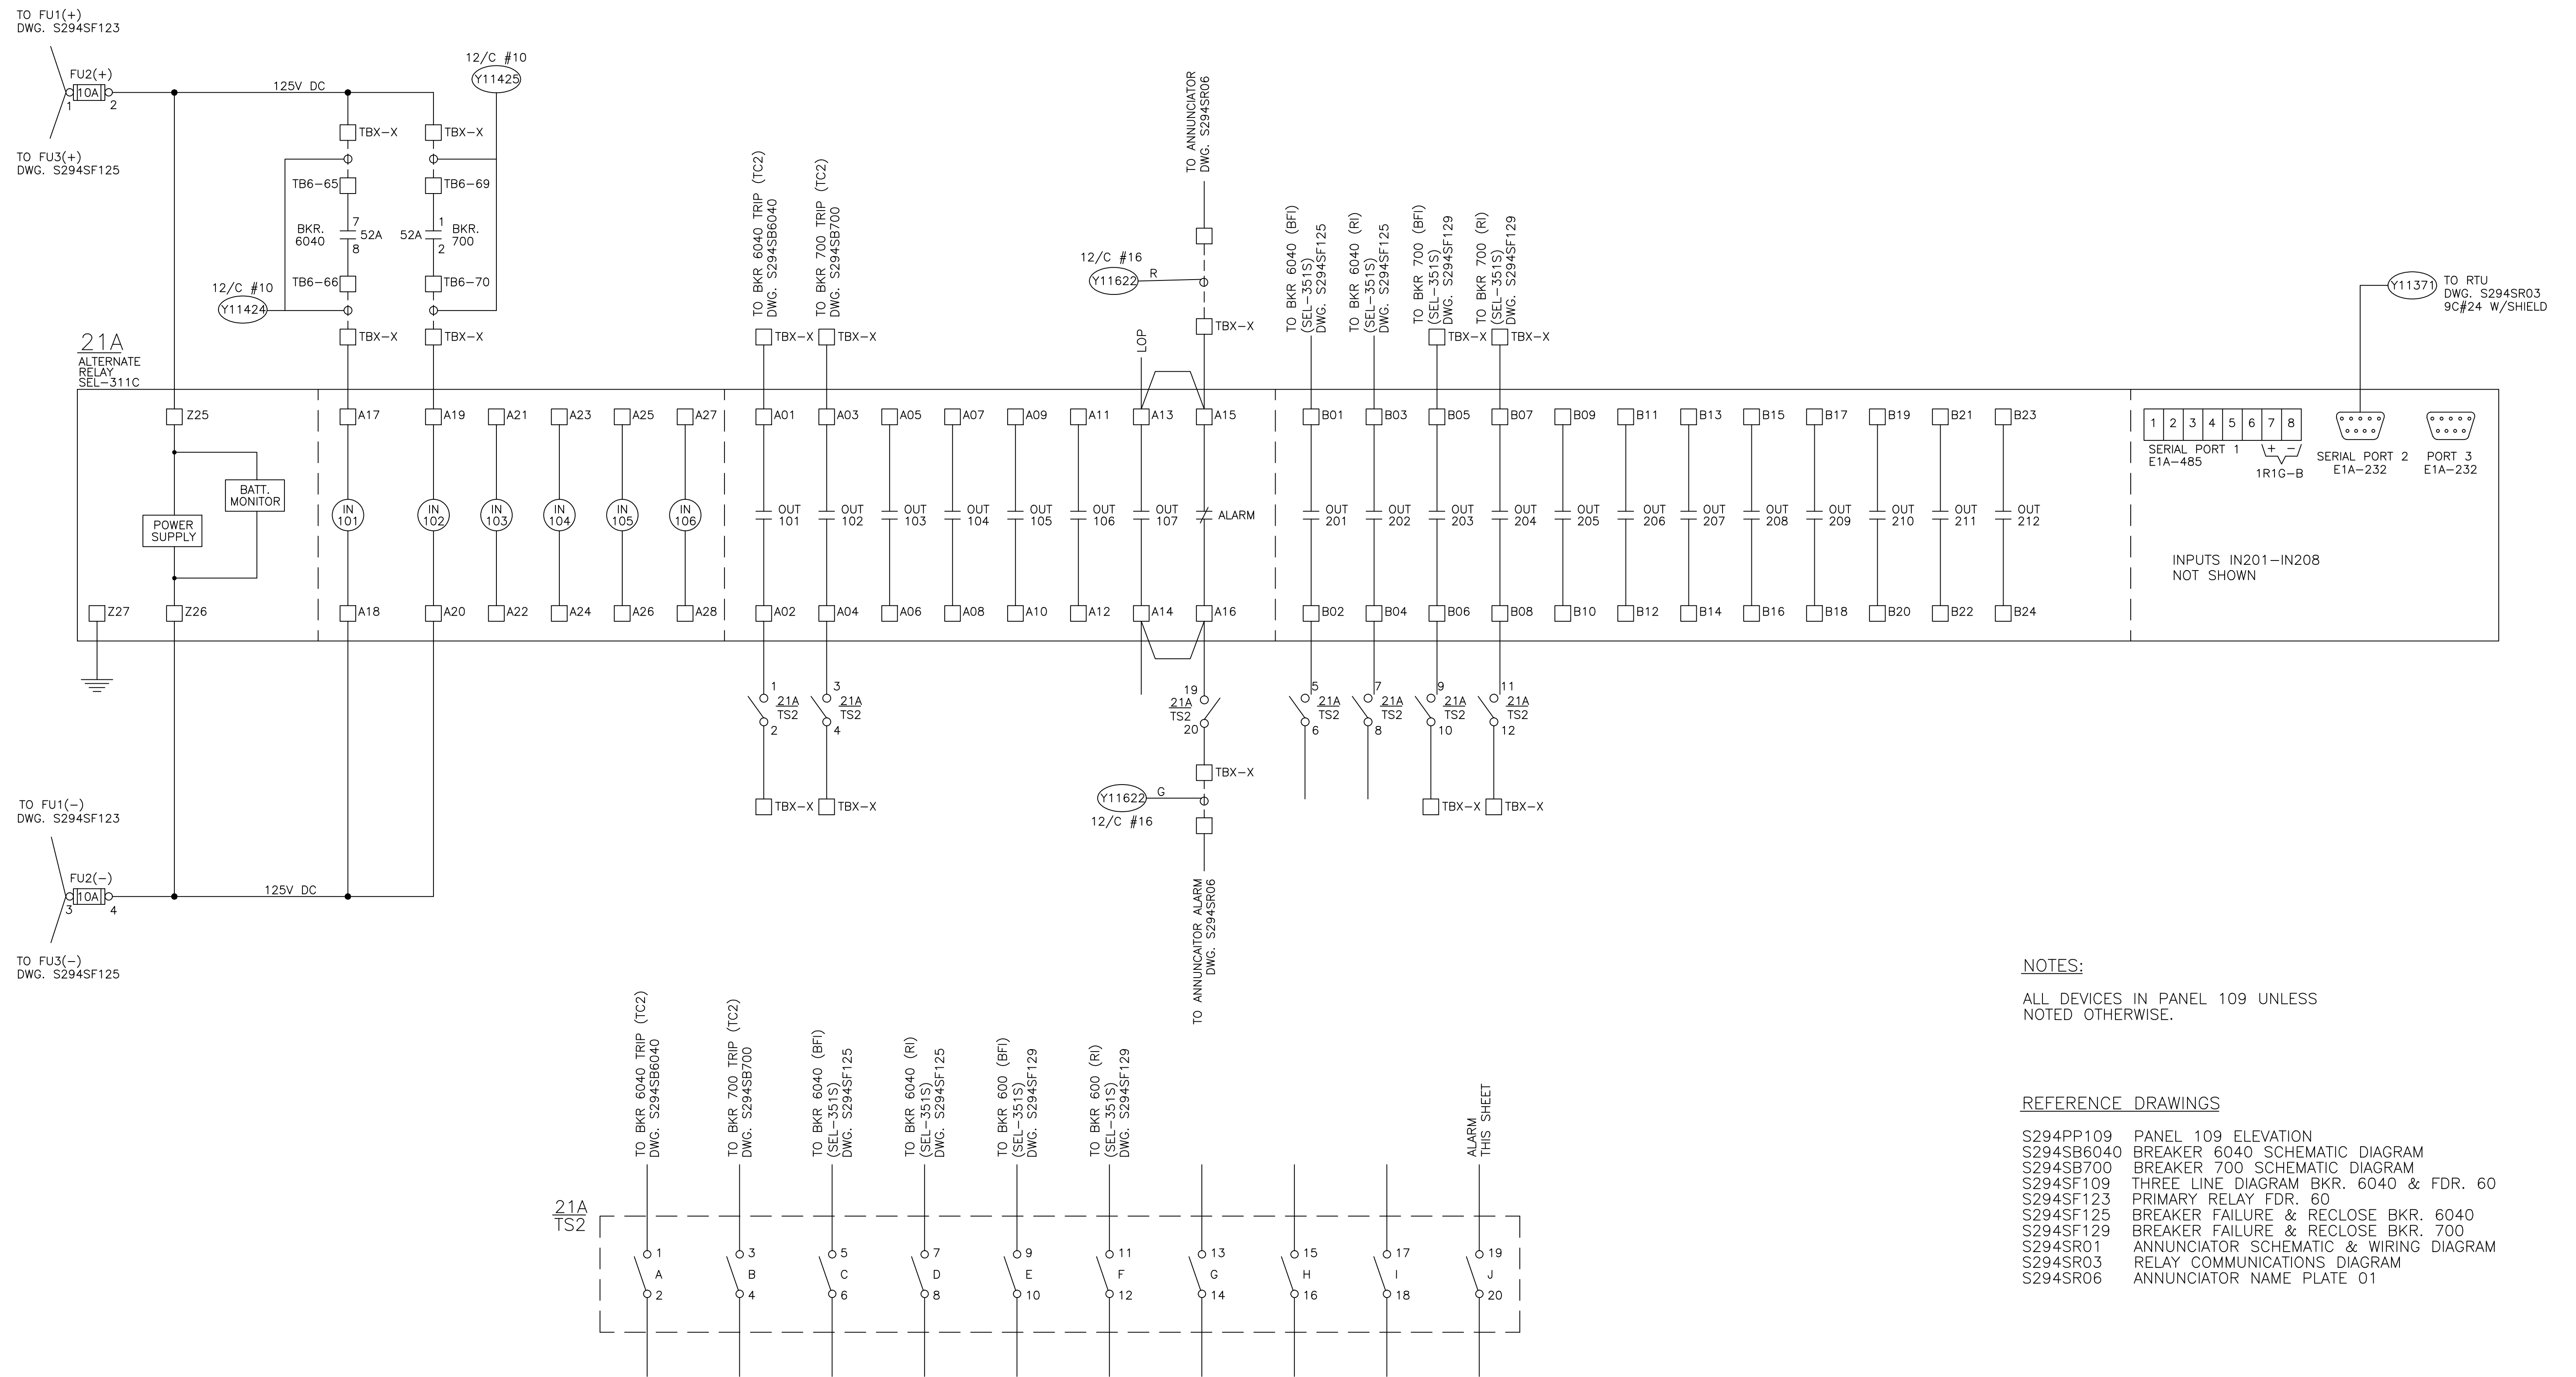 TO FU1(+)
DWG. S294SF123
FU2(+)
10A
1
2
125V DC
12/C #10
Y11425
TO FU3(+)
DWG. S294SF125
TBX-X
TBX-X
TB6-65
TB6-69
BKR.
6040
7
8
52A
52A
1
2
BKR.
700
TB6-66
TB6-70
12/C #10
Y11424
TBX-X
TBX-X
21A
ALTERNATE
RELAY
SEL-311C
TO BKR 6040 TRIP (TC2)
DWG. S294SB6040
TO BKR 700 TRIP (TC2)
DWG. S294SB700
TBX-X
TBX-X
TO ANNUNCIATOR
DWG. S294SR06
12/C #16
Y11622
R
TBX-X
LOP
TO BKR 6040 (BFI)
(SEL-351S)
DWG. S294SF125
TO BKR 6040 (RI)
(SEL-351S)
DWG. S294SF125
TO BKR 700 (BFI)
(SEL-351S)
DWG. S294SF129
TO BKR 700 (RI)
(SEL-351S)
DWG. S294SF129
TBX-X
TBX-X
Y11371
TO RTU
DWG. S294SR03
9C#24 W/SHIELD
Z25
A17
A19
A21
A23
A25
A27
A01
A03
A05
A07
A09
A11
A13
A15
B01
B03
B05
B07
B09
B11
B13
B15
B17
B19
B21
B23
1 2 3 4 5 6 7 8
SERIAL PORT 1
E1A-485
+ -
1R1G-B
SERIAL PORT 2
E1A-232
PORT 3
E1A-232
BATT.
MONITOR
POWER
SUPPLY
IN
101
IN
102
IN
103
IN
104
IN
105
IN
106
OUT
101
OUT
102
OUT
103
OUT
104
OUT
105
OUT
106
OUT
107
ALARM
OUT
201
OUT
202
OUT
203
OUT
204
OUT
205
OUT
206
OUT
207
OUT
208
OUT
209
OUT
210
OUT
211
OUT
212
INPUTS IN201-IN208
NOT SHOWN
Z27
Z26
A18
A20
A22
A24
A26
A28
A02
A04
A06
A08
A10
A12
A14
A16
B02
B04
B06
B08
B10
B12
B14
B16
B18
B20
B22
B24
1
21A
TS2
2
3
21A
TS2
4
19
21A
TS2
20
5
21A
TS2
6
7
21A
TS2
8
9
21A
TS2
10
11
21A
TS2
12
TBX-X
TBX-X
TBX-X
Y11622
G
12/C #16
TBX-X
TBX-X
TO FU1(-)
DWG. S294SF123
FU2(-)
10A
3
4
125V DC
TO FU3(-)
DWG. S294SF125
TO ANNUNCAITOR ALARM
DWG. S294SR06
NOTES:
ALL DEVICES IN PANEL 109 UNLESS
NOTED OTHERWISE.
TO BKR 6040 TRIP (TC2)
DWG. S294SB6040
TO BKR 700 TRIP (TC2)
DWG. S294SB700
TO BKR 6040 (BFI)
(SEL-351S)
DWG. S294SF125
TO BKR 6040 (RI)
(SEL-351S)
DWG. S294SF125
TO BKR 600 (BFI)
(SEL-351S)
DWG. S294SF129
TO BKR 600 (RI)
(SEL-351S)
DWG. S294SF129
ALARM
THIS SHEET
21A
TS2
1
A
2
3
B
4
5
C
6
7
D
8
9
E
10
11
F
12
13
G
14
15
H
16
17
I
18
19
J
20
REFERENCE DRAWINGS
S294PP109 PANEL 109 ELEVATION
S294SB6040 BREAKER 6040 SCHEMATIC DIAGRAM
S294SB700 BREAKER 700 SCHEMATIC DIAGRAM
S294SF109 THREE LINE DIAGRAM BKR. 6040 & FDR. 60
S294SF123 PRIMARY RELAY FDR. 60
S294SF125 BREAKER FAILURE & RECLOSE BKR. 6040
S294SF129 BREAKER FAILURE & RECLOSE BKR. 700
S294SR01 ANNUNCIATOR SCHEMATIC & WIRING DIAGRAM
S294SR03 RELAY COMMUNICATIONS DIAGRAM
S294SR06 ANNUNCIATOR NAME PLATE 01